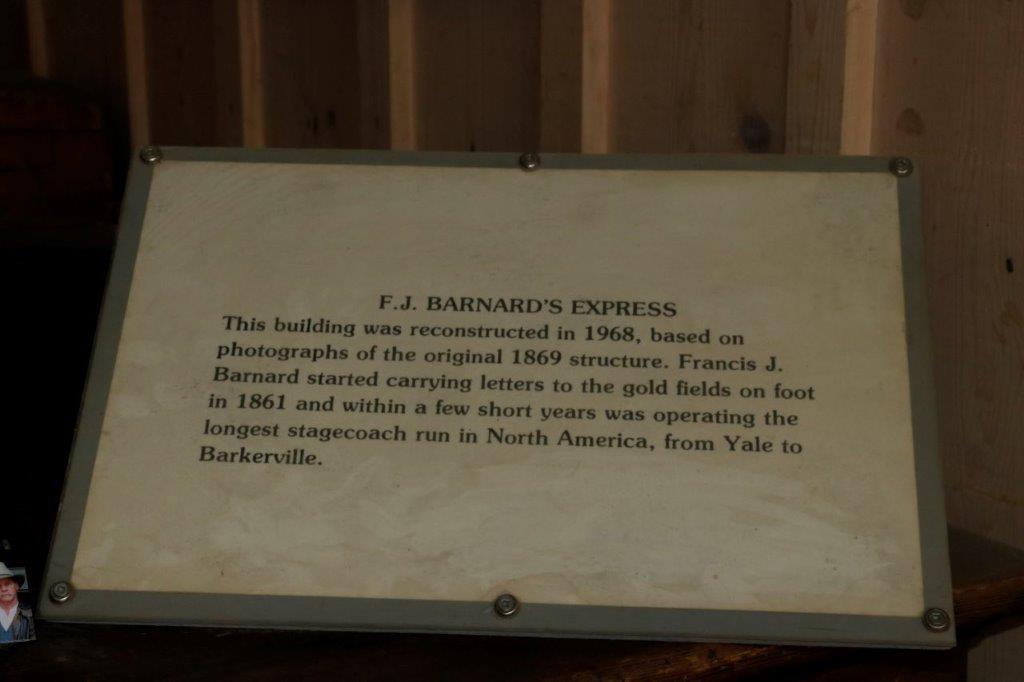 F.J. BARNARD'S EXPRESS
This building was reconstructed in 1968, based on
photographs of the original 1869 structure. Francis J.
Barnard started carrying letters to the gold fields on foot
in 1861 and within a few short years was operating the
longest stagecoach run in North America, from Yale to
Barkerville.